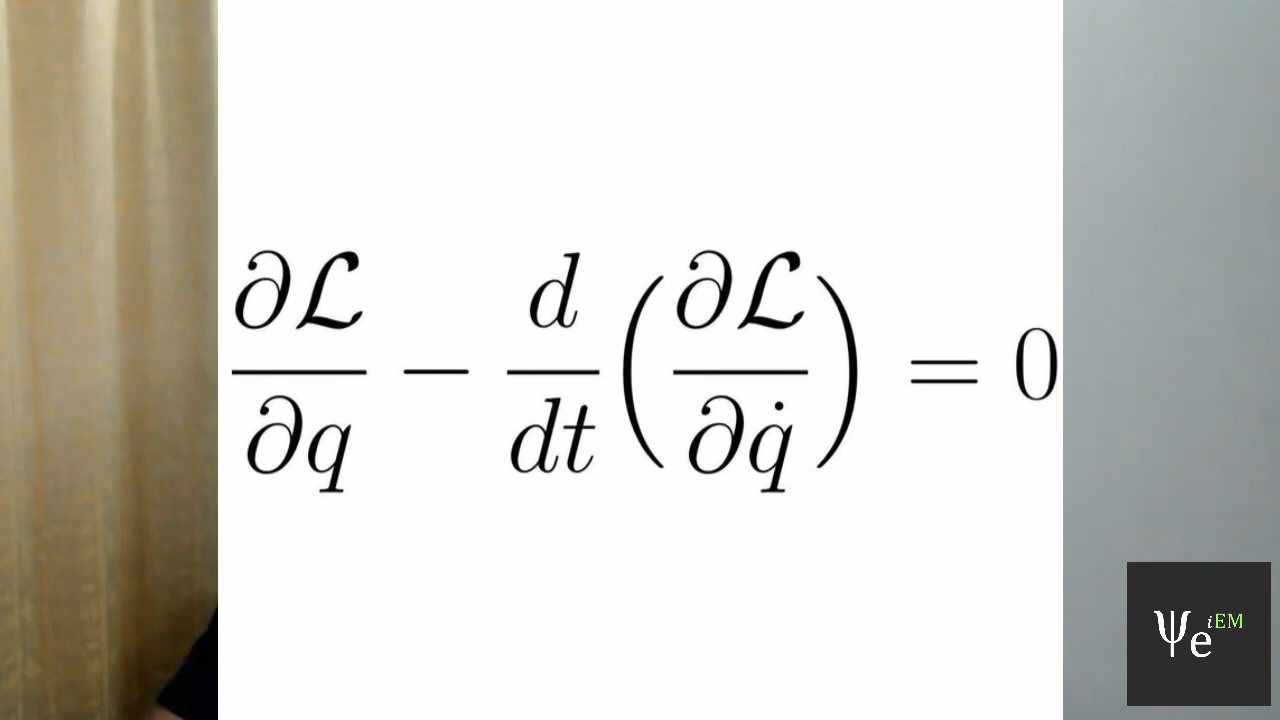 ∂ℒ/∂q − d/dt (∂ℒ/∂q̇) = 0
ψe^iEM